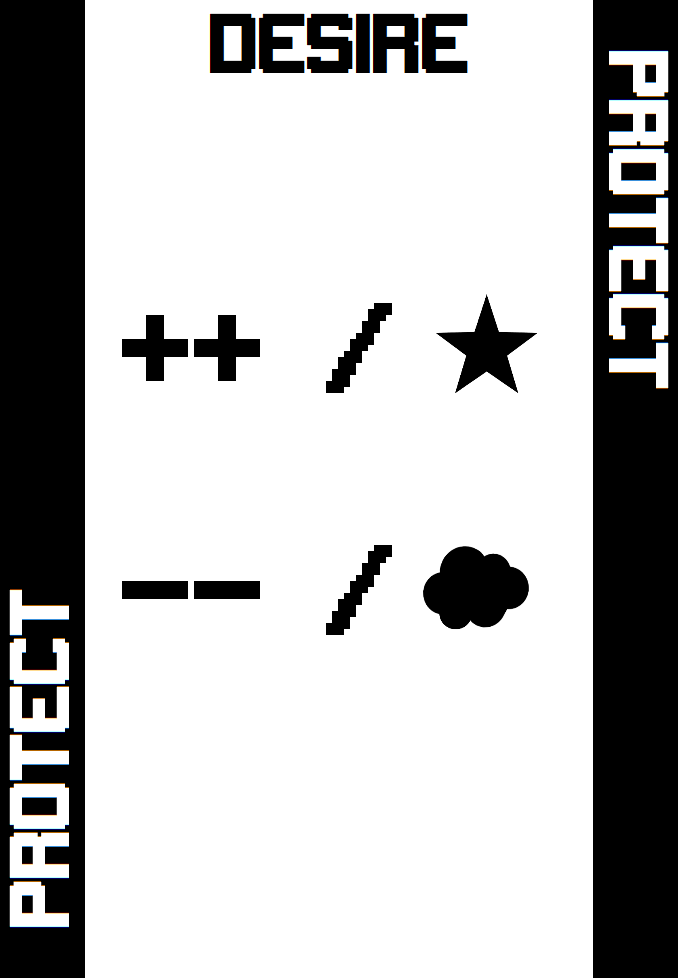 DESIRE
PROTECT
++ / ★
-- /
PROTECT